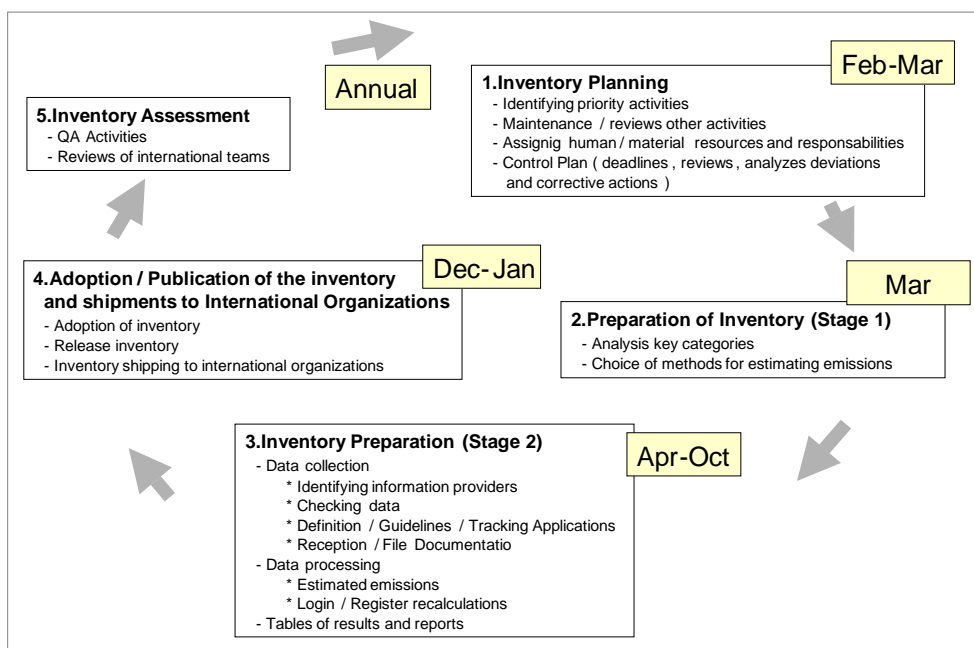 Annual
Feb-Mar
1.Inventory Planning
- Identifying priority activities
- Maintenance / reviews other activities
- Assignig human / material resources and responsabilities
- Control Plan ( deadlines , reviews , analyzes deviations
and corrective actions )
Mar
2.Preparation of Inventory (Stage 1)
- Analysis key categories
- Choice of methods for estimating emissions
Apr-Oct
3.Inventory Preparation (Stage 2)
- Data collection
* Identifying information providers
* Checking data
* Definition / Guidelines / Tracking Applications
* Reception / File Documentatio
- Data processing
* Estimated emissions
* Login / Register recalculations
- Tables of results and reports
Dec-Jan
4.Adoption / Publication of the inventory
and shipments to International Organizations
- Adoption of inventory
- Release inventory
- Inventory shipping to international organizations
5.Inventory Assessment
- QA Activities
- Reviews of international teams